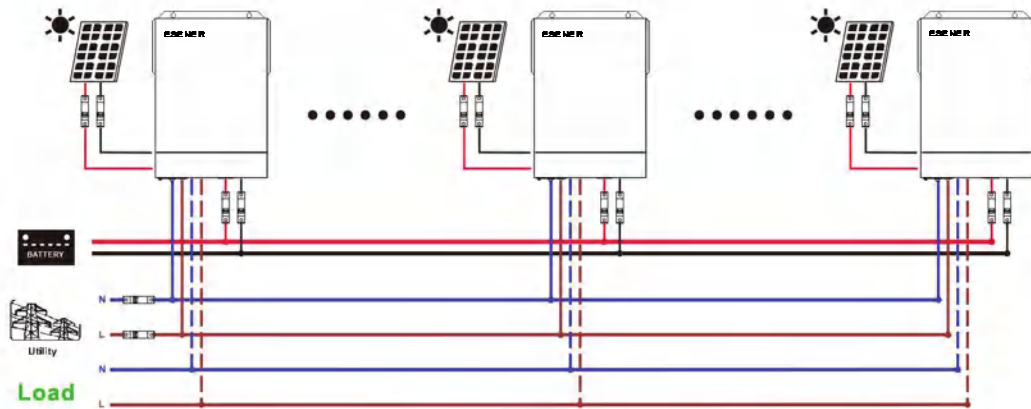 ESENER
ESENER
ESENER
BATTERY
N
L
Utility
N
Load
L